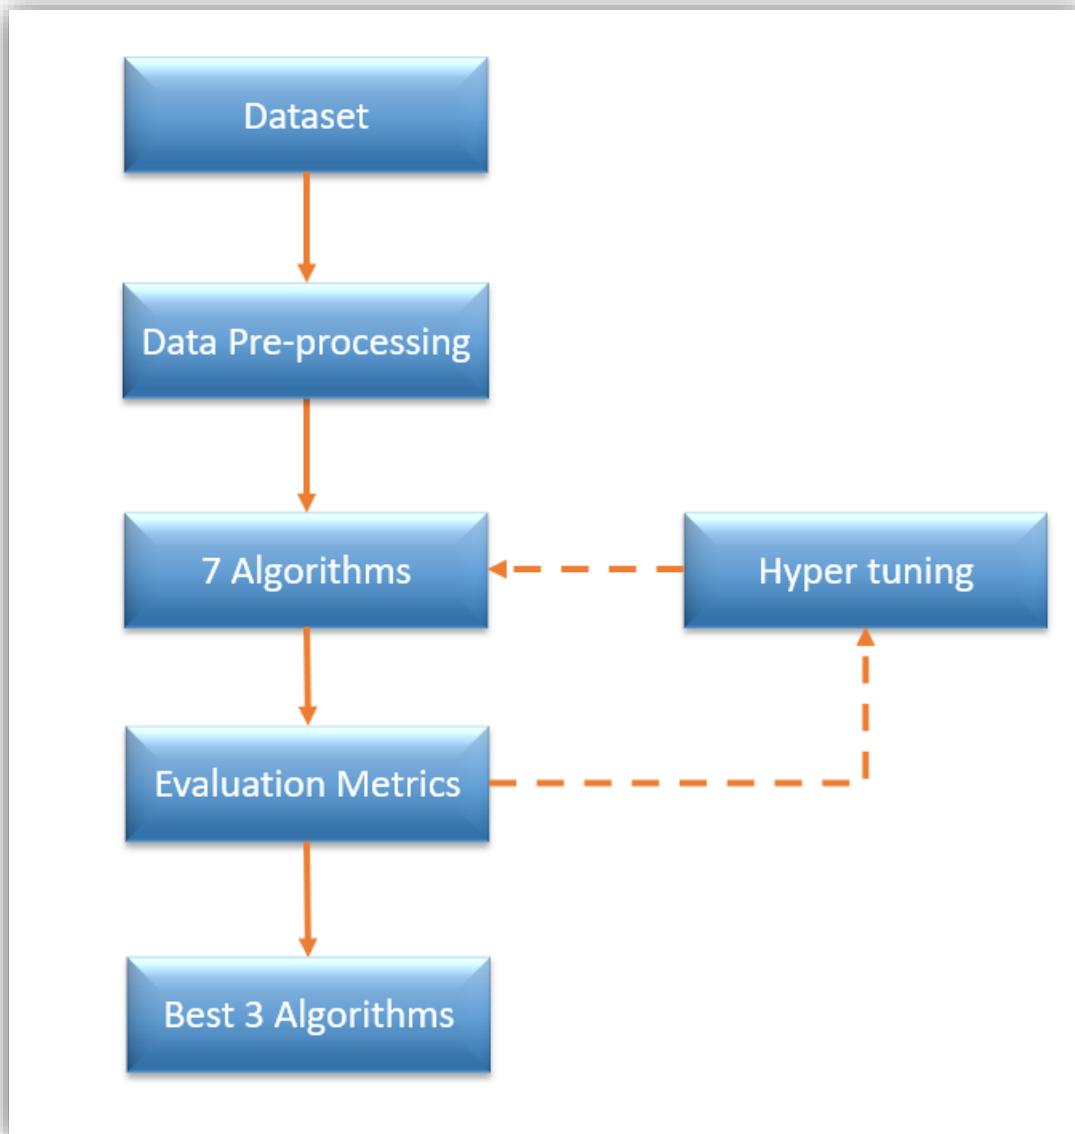 Dataset
Data Pre-processing
7 Algorithms
Hyper tuning
Evaluation Metrics
Best 3 Algorithms